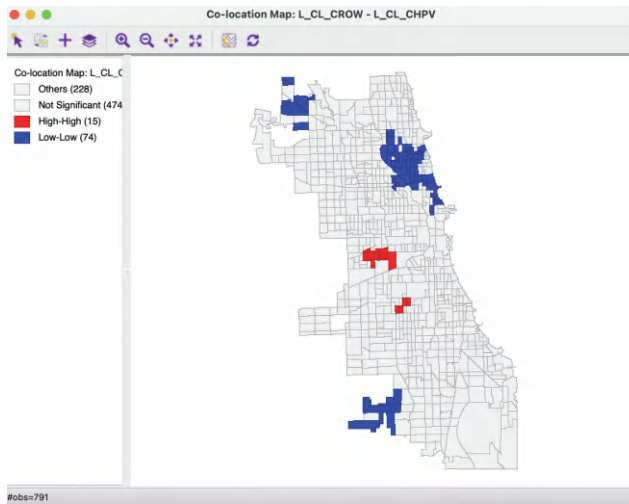 Co-location Map: L_CL_CROW - L_CL_CHPV
Co-location Map: L_CL_C
Others (228)
Not Significant (474
High-High (15)
Low-Low (74)
#obs=791